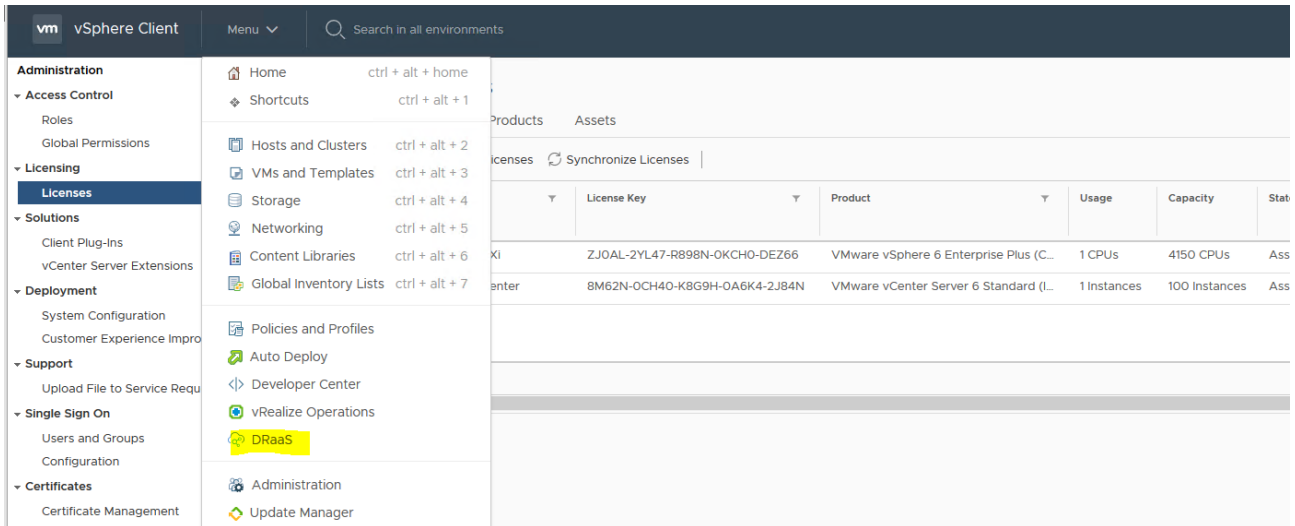 vm vSphere Client Menu Search in all environments
Administration
Access Control
Roles
Global Permissions
Licensing
Licenses
Solutions
Client Plug-Ins
vCenter Server Extensions
Deployment
System Configuration
Customer Experience Impro
Support
Upload File to Service Requ
Single Sign On
Users and Groups
Configuration
Certificates
Certificate Management
Home ctrl + alt + home
Shortcuts ctrl + alt + 1
Hosts and Clusters ctrl + alt + 2
VMs and Templates ctrl + alt + 3
Storage ctrl + alt + 4
Networking ctrl + alt + 5
Content Libraries ctrl + alt + 6
Global Inventory Lists ctrl + alt + 7
Policies and Profiles
Auto Deploy
Developer Center
vRealize Operations
DRaaS
Administration
Update Manager
Products Assets
icenses Synchronize Licenses
License Key Product Usage Capacity Stat
Xi ZJ0AL-2YL47-R898N-0KCH0-DEZ66 VMware vSphere 6 Enterprise Plus (C... 1 CPUs 4150 CPUs Ass
enter 8M62N-0CH40-K8G9H-0A6K4-2J84N VMware vCenter Server 6 Standard (I... 1 Instances 100 Instances Ass